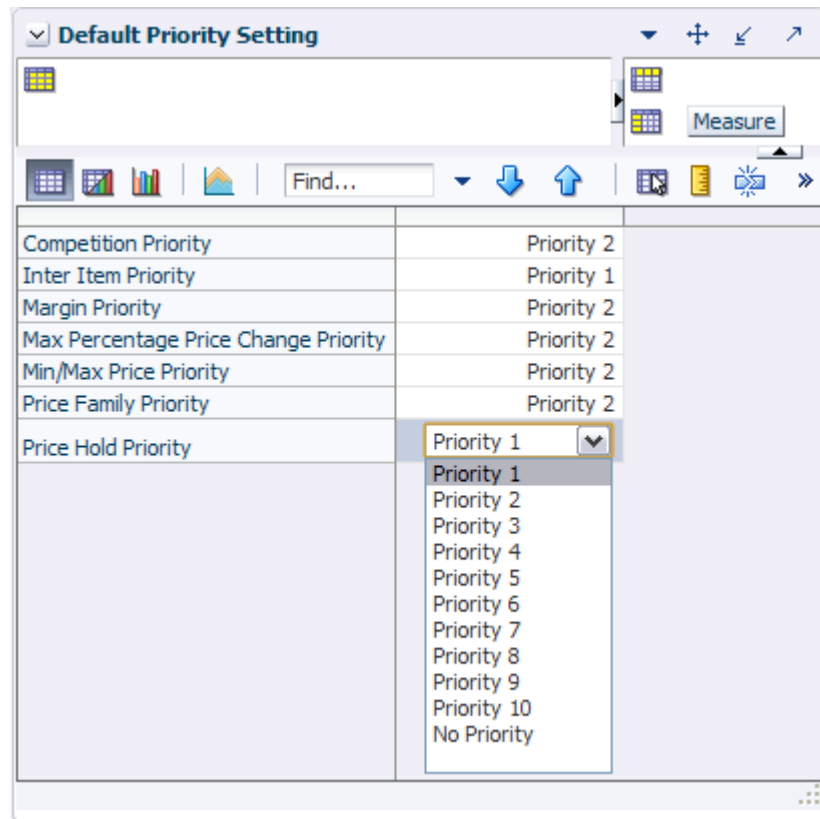 Default Priority Setting
Measure
Find...
Competition Priority Priority 2
Inter Item Priority Priority 1
Margin Priority Priority 2
Max Percentage Price Change Priority Priority 2
Min/Max Price Priority Priority 2
Price Family Priority Priority 2
Price Hold Priority Priority 1
Priority 1
Priority 2
Priority 3
Priority 4
Priority 5
Priority 6
Priority 7
Priority 8
Priority 9
Priority 10
No Priority